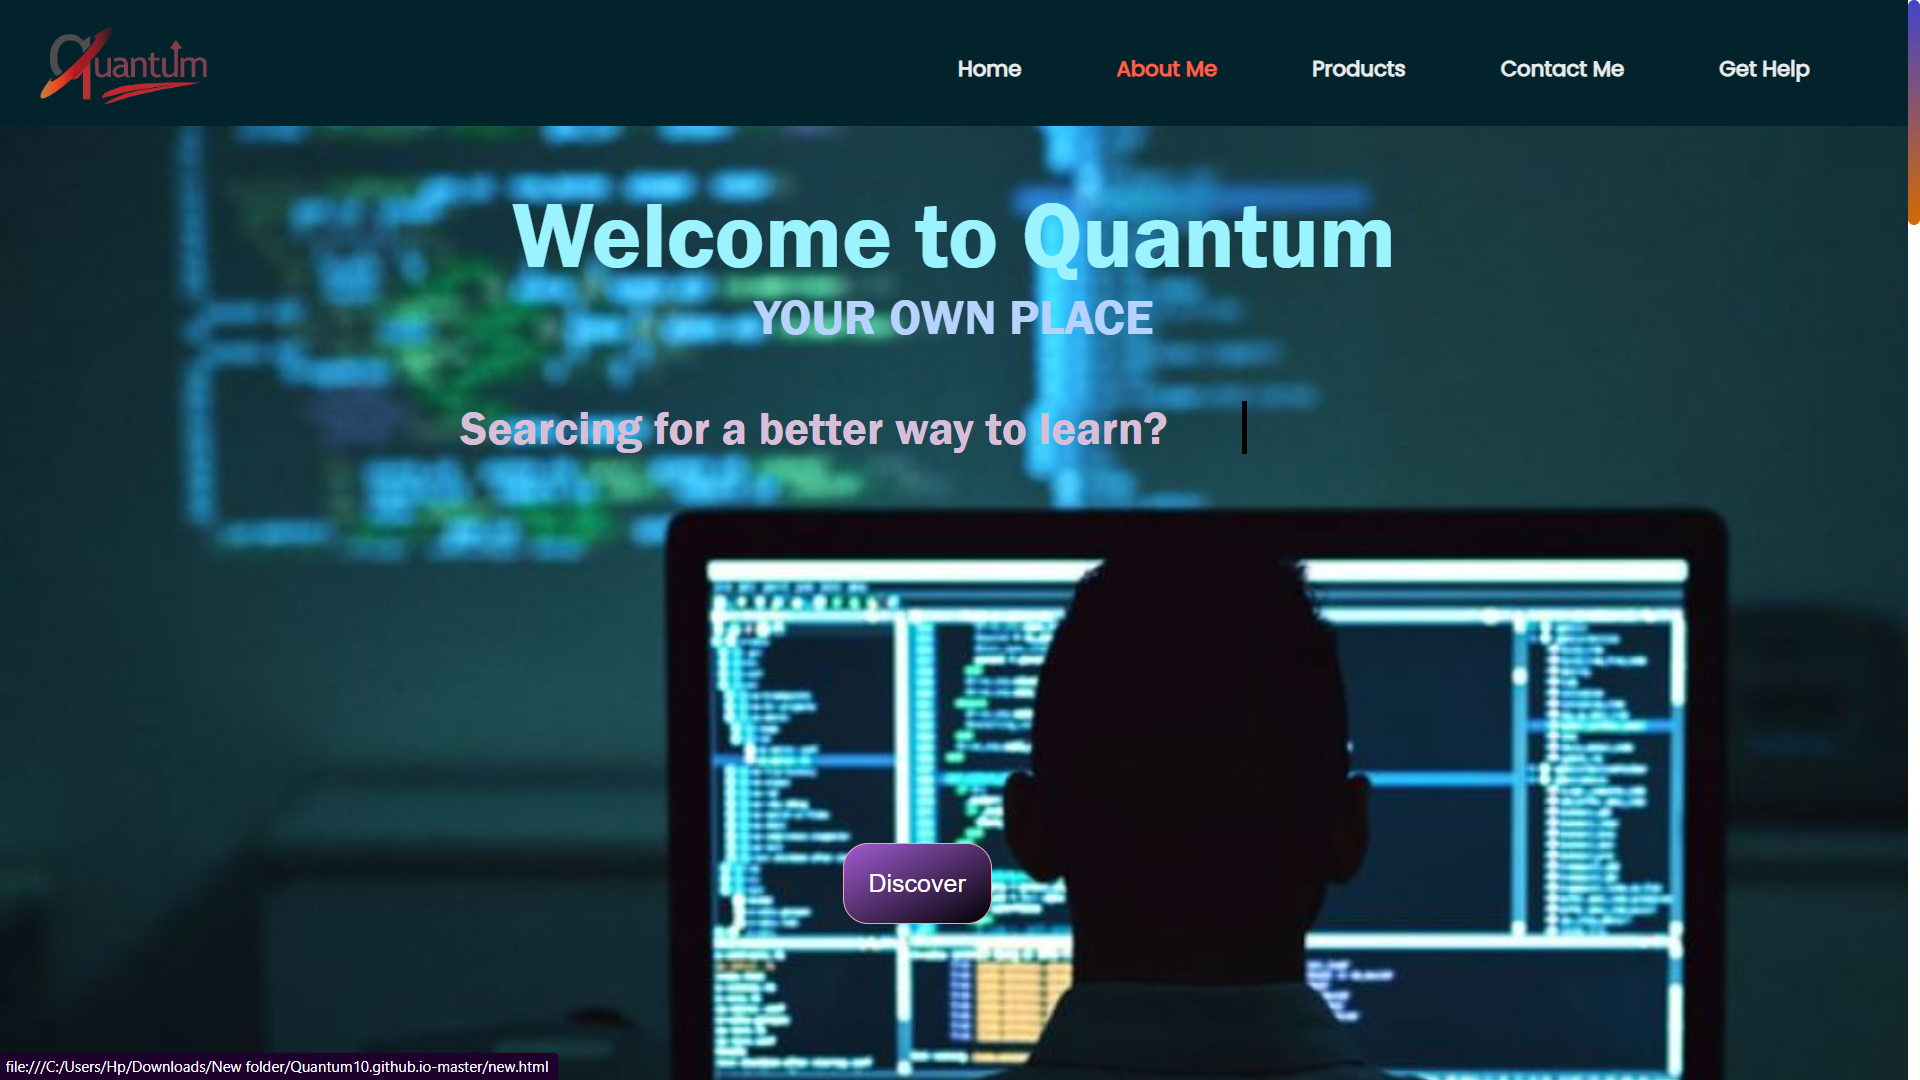 Quantum
Home About Me Products Contact Me Get Help
Welcome to Quantum
YOUR OWN PLACE
Searcing for a better way to learn?
Discover
file:///C:/Users/Hp/Downloads/New folder/Quantum10.github.io-master/new.html